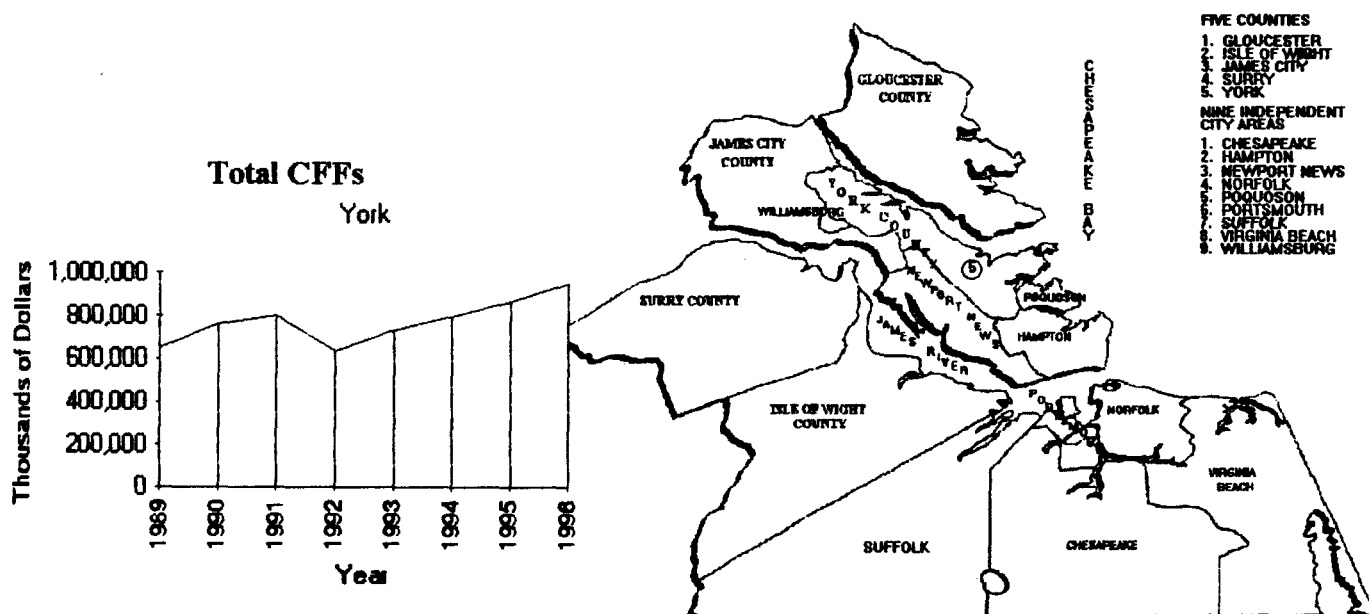 Total CFFs
York
Thousands of Dollars
1,000,000
800,000
600,000
400,000
200,000
0
1989
1990
1991
1992
1993
1994
1995
1996
Year
GLOUCESTER
COUNTY
JAMES CITY
COUNTY
YORK COUNTY
WILLIAMSBURG
5
NEWPORT NEWS
POQUOSON
HAMPTON
SURRY COUNTY
JAMES RIVER
ISLE OF WIGHT
COUNTY
NORFOLK
VIRGINIA
BEACH
SUFFOLK
CHESAPEAKE
CHESAPEAKE BAY
FIVE COUNTIES
1. GLOUCESTER
2. ISLE OF WIGHT
3. JAMES CITY
4. SURRY
5. YORK
NINE INDEPENDENT
CITY AREAS
1. CHESAPEAKE
2. HAMPTON
3. NEWPORT NEWS
4. NORFOLK
5. POQUOSON
6. PORTSMOUTH
7. SUFFOLK
8. VIRGINIA BEACH
9. WILLIAMSBURG